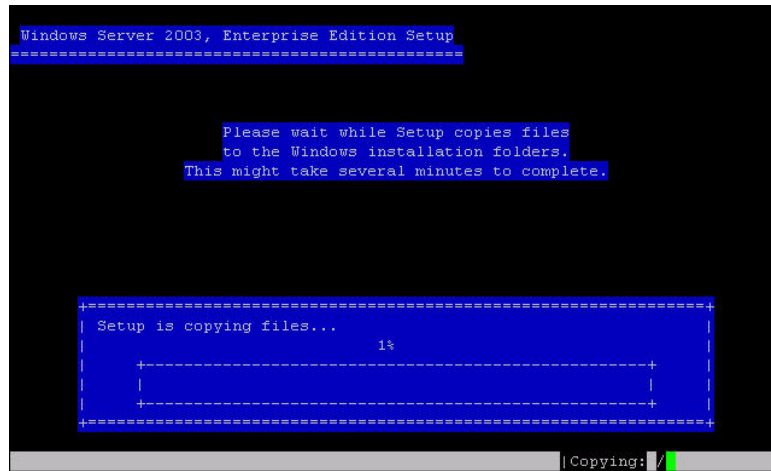 Windows Server 2003, Enterprise Edition Setup
===============================================
Please wait while Setup copies files
to the Windows installation folders.
This might take several minutes to complete.
Setup is copying files...
1%
|Copying: /